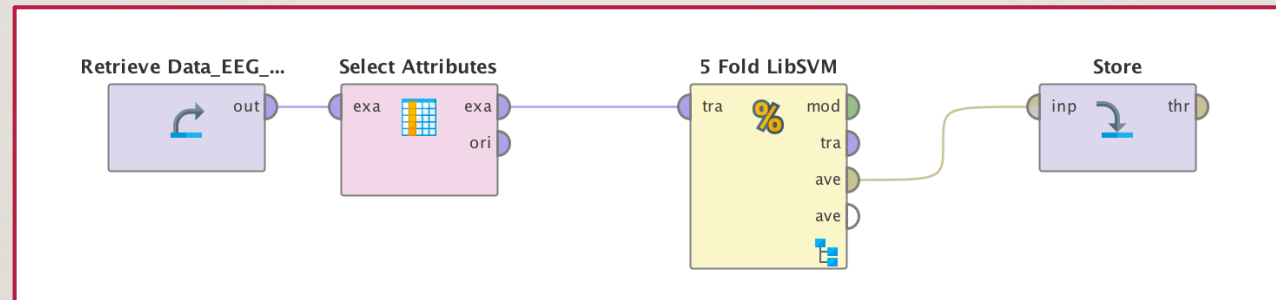 Retrieve Data_EEG_...
out
Select Attributes
exa
exa
ori
5 Fold LibSVM
%
tra
mod
tra
ave
ave
Store
inp
thr